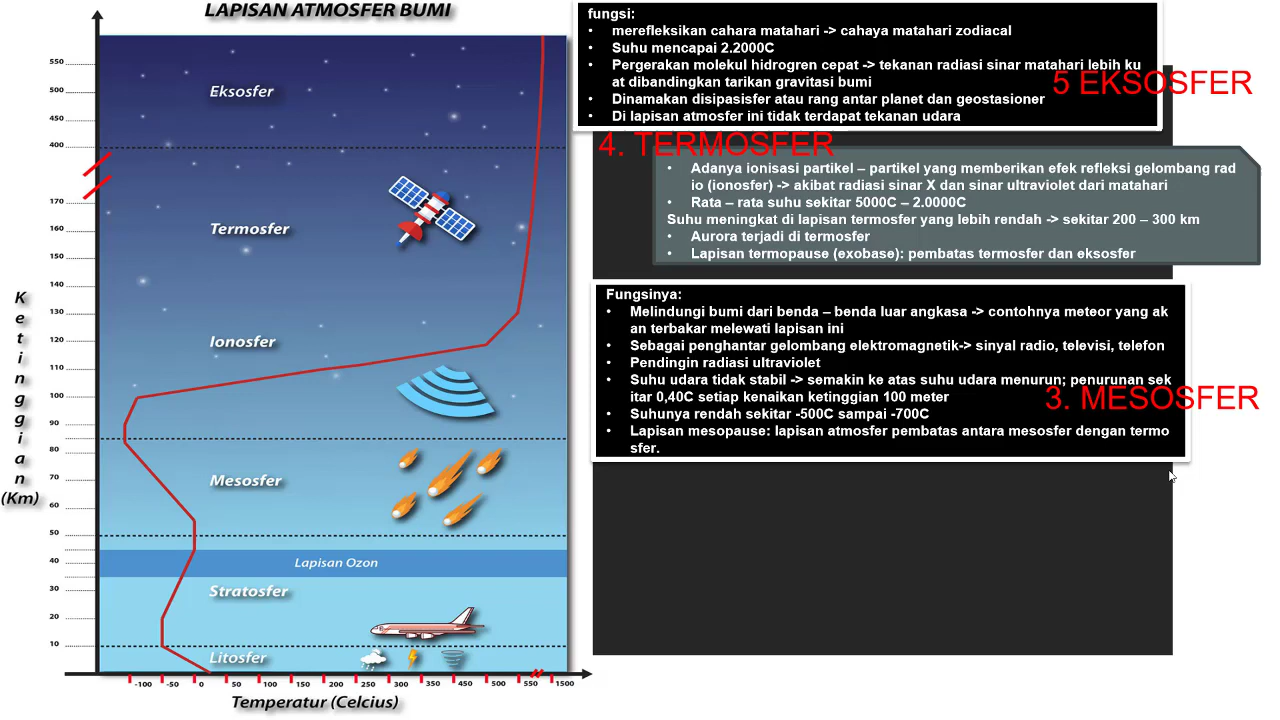 LAPISAN ATMOSFER BUMI
Ketinggian
(Km)
550
500
450
400
170
160
150
140
130
120
110
100
90
80
70
60
50
40
30
20
10
Eksosfer
Termosfer
Ionosfer
Mesosfer
Lapisan Ozon
Stratosfer
Litosfer
-100 -50 0 50 100 150 200 250 300 350 450 500 550 1500
Temperatur (Celcius)
fungsi:
• merefleksikan cahara matahari -> cahaya matahari zodiacal
• Suhu mencapai 2.2000C
• Pergerakan molekul hidrogren cepat -> tekanan radiasi sinar matahari lebih ku
at dibandingkan tarikan gravitasi bumi
• Dinamakan disipasisfer atau rang antar planet dan geostasioner
• Di lapisan atmosfer ini tidak terdapat tekanan udara
5 EKSOSFER
4. TERMOSFER
• Adanya ionisasi partikel – partikel yang memberikan efek refleksi gelombang rad
io (ionosfer) -> akibat radiasi sinar X dan sinar ultraviolet dari matahari
• Rata – rata suhu sekitar 5000C – 2.0000C
Suhu meningkat di lapisan termosfer yang lebih rendah -> sekitar 200 – 300 km
• Aurora terjadi di termosfer
• Lapisan termopause (exobase): pembatas termosfer dan eksosfer
Fungsinya:
• Melindungi bumi dari benda – benda luar angkasa -> contohnya meteor yang ak
an terbakar melewati lapisan ini
• Sebagai penghantar gelombang elektromagnetik-> sinyal radio, televisi, telefon
• Pendingin radiasi ultraviolet
• Suhu udara tidak stabil -> semakin ke atas suhu udara menurun; penurunan sek
itar 0,40C setiap kenaikan ketinggian 100 meter
• Suhunya rendah sekitar -500C sampai -700C
• Lapisan mesopause: lapisan atmosfer pembatas antara mesosfer dengan termo
sfer.
3. MESOSFER